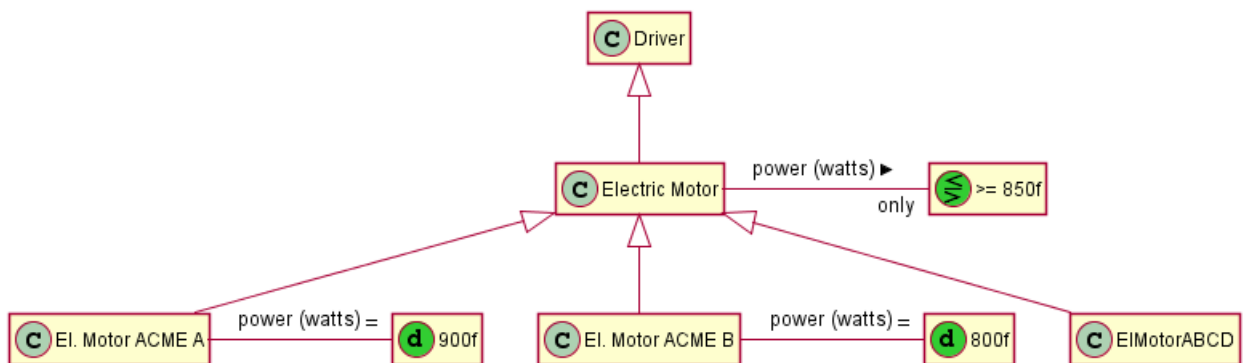 C Driver
power (watts) ►
C Electric Motor
⋚ >= 850f
only
power (watts) =
power (watts) =
C El. Motor ACME A
d 900f
C El. Motor ACME B
d 800f
C ElMotorABCD